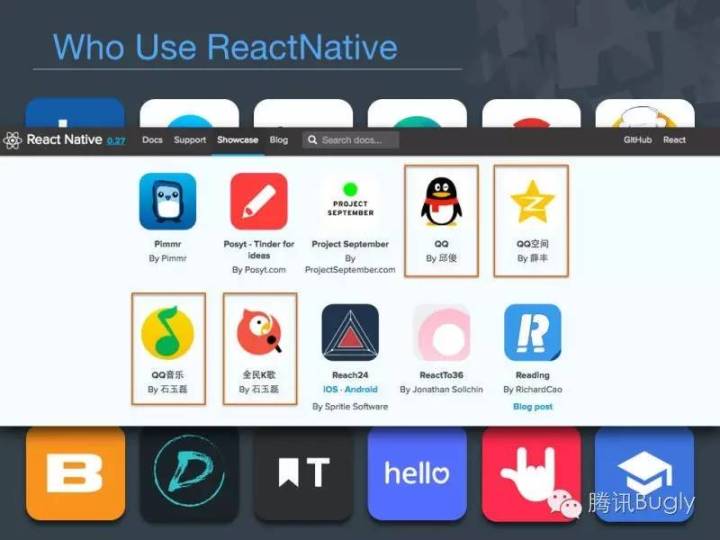 Who Use ReactNative
React Native 0.27 Docs Support Showcase Blog Search docs... GitHub React
PROJECT
SEPTEMBER
Pimmr
By Pimmr
Posyt - Tinder for
ideas
By Posyt.com
Project September
By
ProjectSeptember.com
QQ
By 邱俊
QQ空间
By 薛丰
QQ音乐
By 石玉磊
全民K歌
By 石玉磊
Reach24
iOS - Android
By Spritle Software
ReactTo36
By Jonathan Solichin
R
Reading
By RichardCao
Blog post
B
D
T
hello
腾讯Bugly